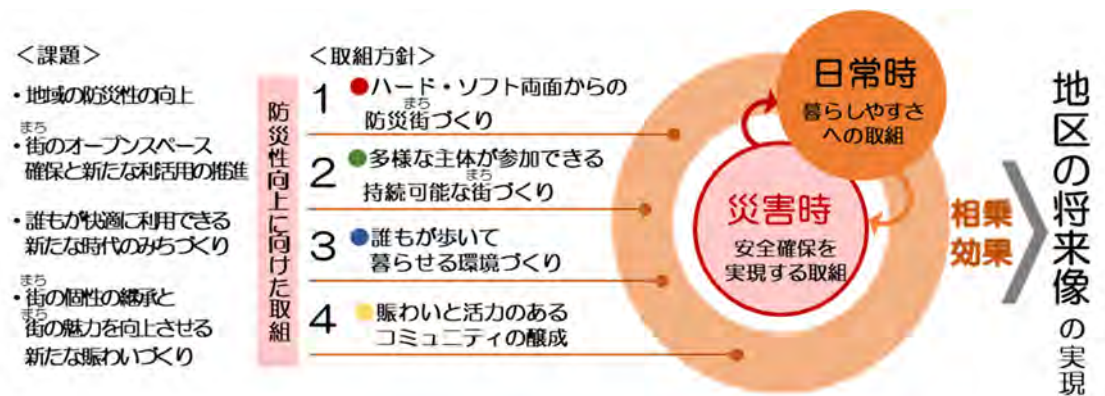 ＜課題＞
・地域の防災性の向上
まち
・街のオープンスペース
確保と新たな利活用の推進
・誰もが快適に利用できる
新たな時代のみちづくり
まち
・街の個性の継承と
まち
街の魅力を向上させる
新たな賑わいづくり
防災性向上に向けた取組
＜取組方針＞
1 ●ハード・ソフト両面からの
まち
防災街づくり
2 ●多様な主体が参加できる
まち
持続可能な街づくり
3 ●誰もが歩いて
暮らせる環境づくり
4 ●賑わいと活力のある
コミュニティの醸成
日常時
暮らしやすさ
への取組
災害時
安全確保を
実現する取組
相乗
効果
地区の将来像の実現